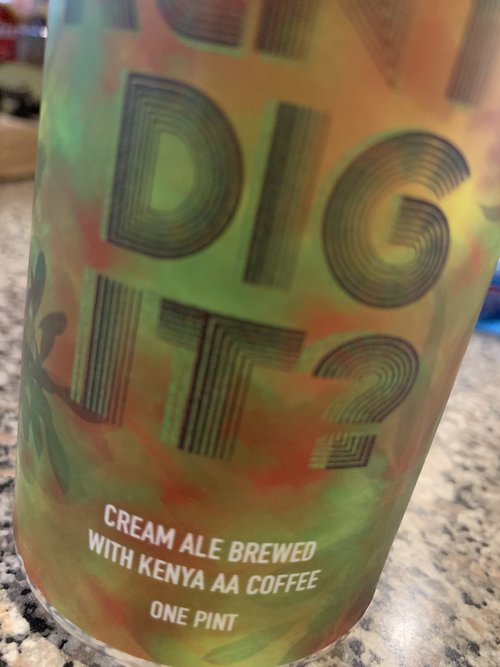 DIG
IT?
CREAM ALE BREWED
WITH KENYA AA COFFEE
ONE PINT